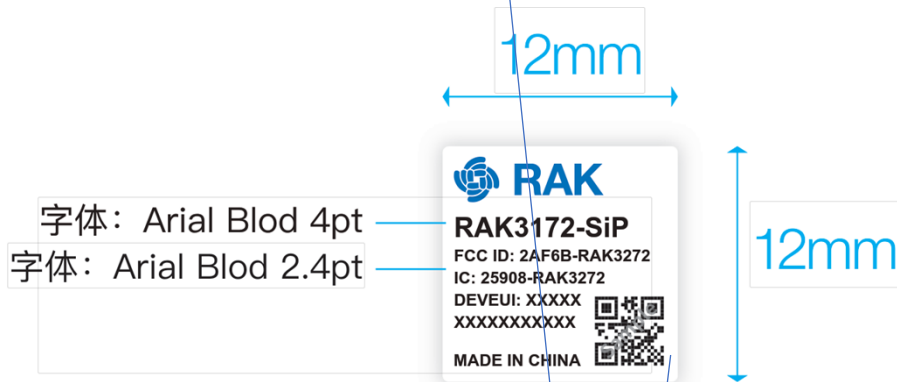 12mm
RAK
字体：Arial Blod 4pt
RAK3172-SiP
字体：Arial Blod 2.4pt
FCC ID: 2AF6B-RAK3272
IC: 25908-RAK3272
DEVEUI: XXXXX
XXXXXXXXXXX
MADE IN CHINA
12mm